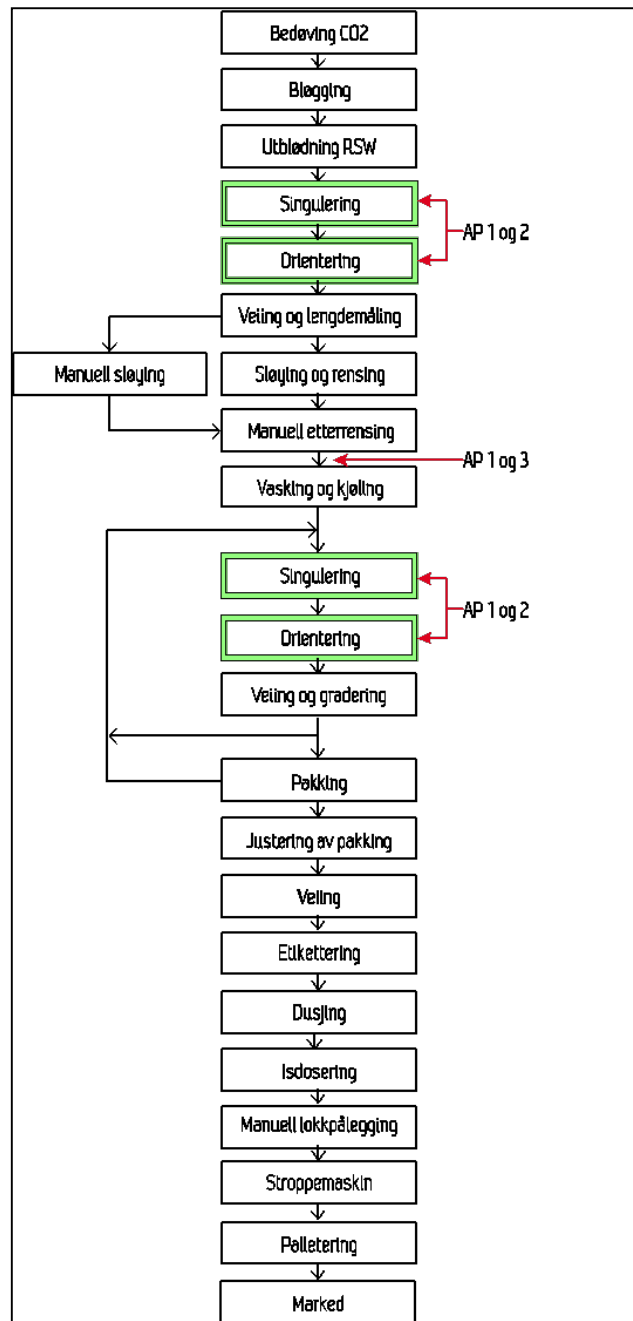 Bedøving CO2
Bløgging
Utblødning RSW
Singulering
AP 1 og 2
Orientering
Veiing og lengdemåling
Manuell sløying
Sløying og rensing
Manuell etterrensing
AP 1 og 3
Vasking og kjøling
Singulering
AP 1 og 2
Orientering
Veiing og gradering
Pakking
Justering av pakking
Veiing
Etikettering
Dusjing
Isdosering
Manuell lokkpålegging
Stroppemaskin
Palletering
Marked